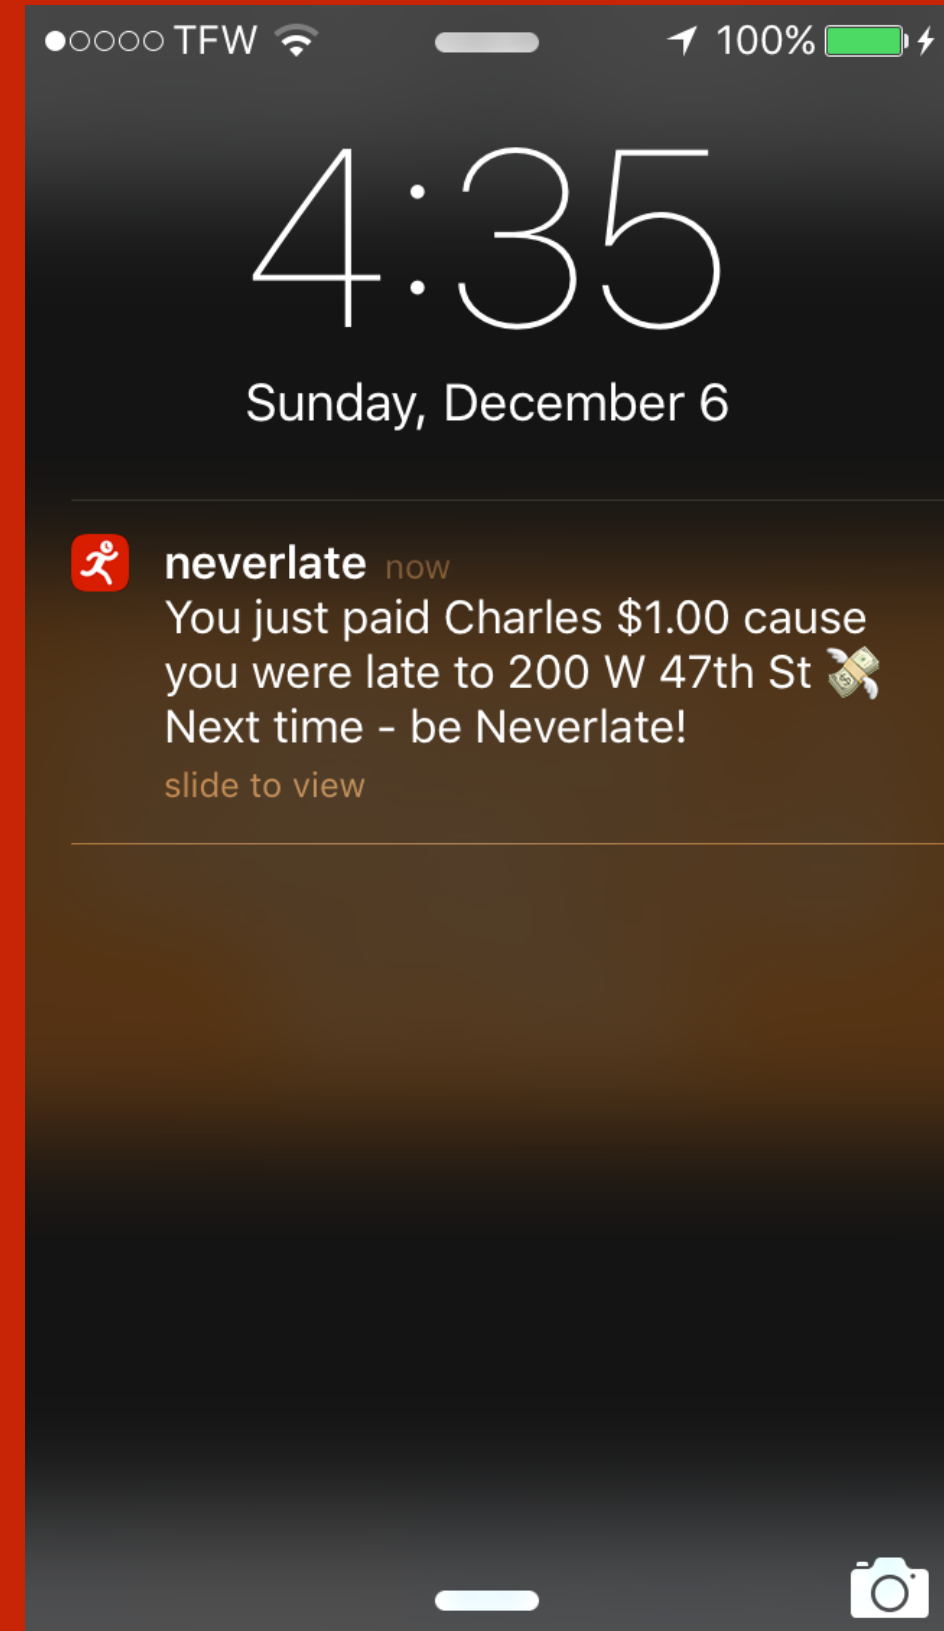 TFW 100%
4:35
Sunday, December 6
neverlate now
You just paid Charles $1.00 cause
you were late to 200 W 47th St 💸
Next time - be Neverlate!
slide to view